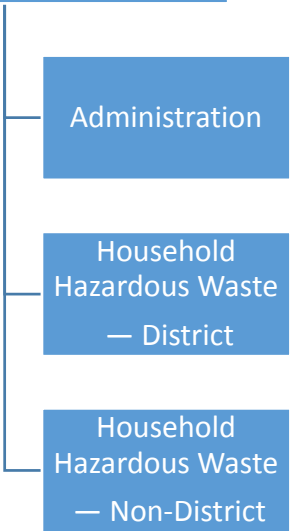 Administration
Household
Hazardous Waste
— District
Household
Hazardous Waste
— Non-District